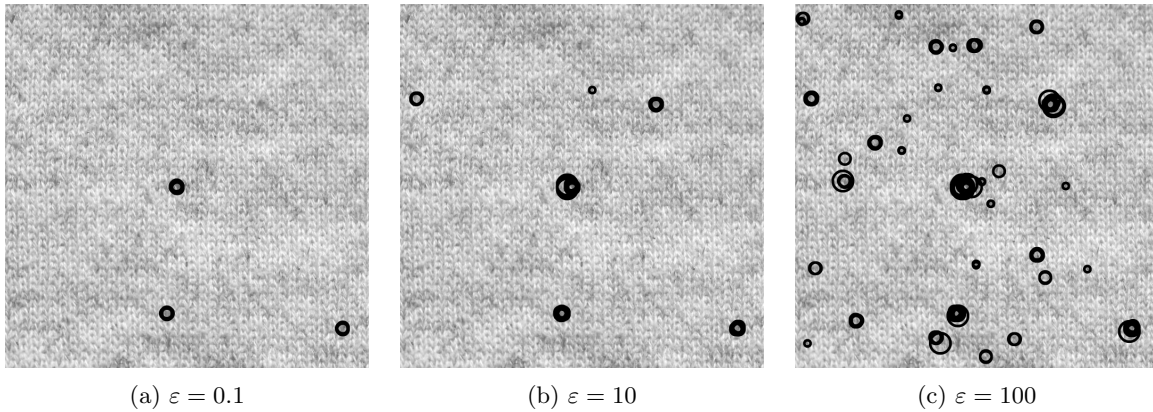 (a) ε = 0.1
(b) ε = 10
(c) ε = 100